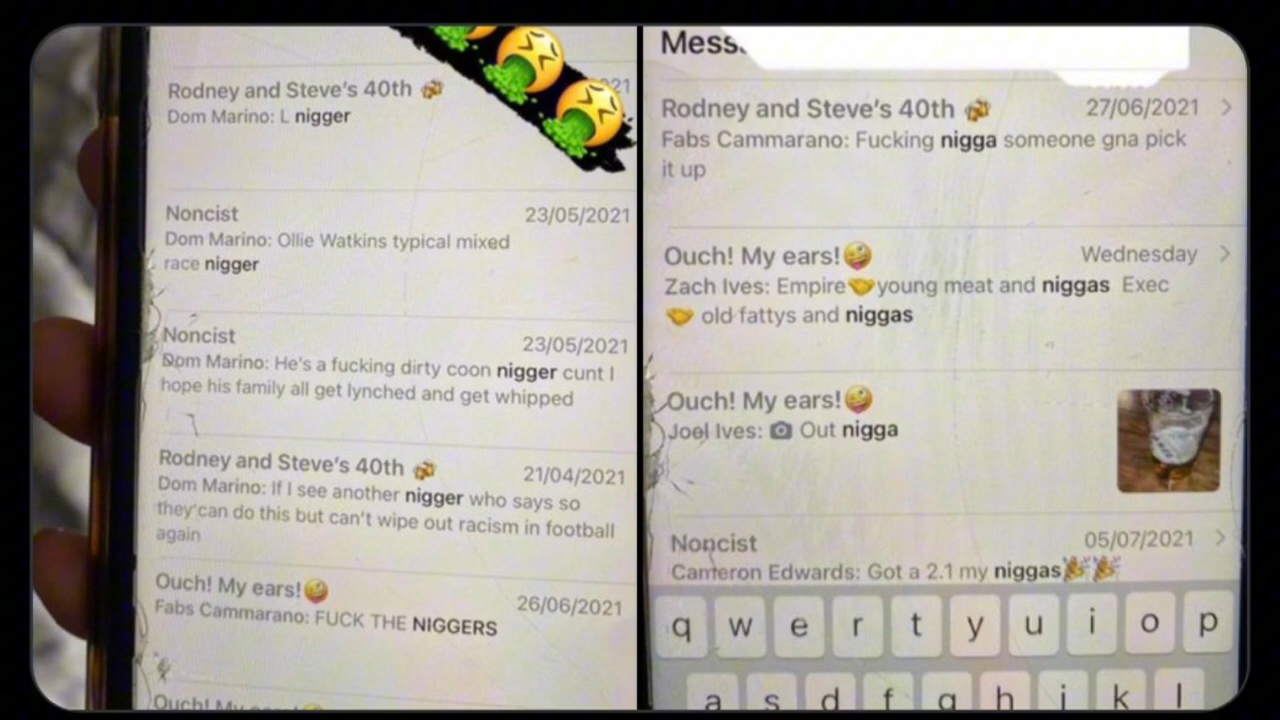 Rodney and Steve's 40th 🐝
21
Dom Marino: L nigger
Noncist
23/05/2021
Dom Marino: Ollie Watkins typical mixed
race nigger
Noncist
23/05/2021
Dom Marino: He's a fucking dirty coon nigger cunt I
hope his family all get lynched and get whipped
Rodney and Steve's 40th 🐝
21/04/2021
Dom Marino: If I see another nigger who says so
they can do this but can't wipe out racism in football
again
Ouch! My ears!🤪
26/06/2021
Fabs Cammarano: FUCK THE NIGGERS
Ouch! My
Mess
Rodney and Steve's 40th 🐝
27/06/2021
Fabs Cammarano: Fucking nigga someone gna pick
it up
Ouch! My ears!🤪
Wednesday
Zach Ives: Empire🤝young meat and niggas Exec
🤝 old fattys and niggas
Ouch! My ears!🤪
Joel Ives: 📷 Out nigga
Noncist
05/07/2021
Cameron Edwards: Got a 2.1 my niggas🎉🎉
q w e r t y u i o p
a s d f g h j k l